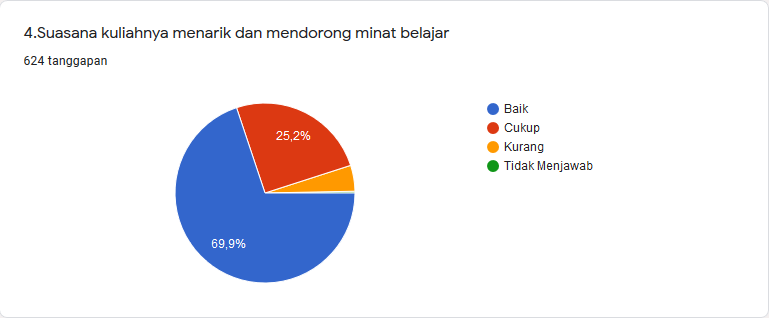 4.Suasana kuliahnya menarik dan mendorong minat belajar
624 tanggapan
25,2%
69,9%
Baik
Cukup
Kurang
Tidak Menjawab